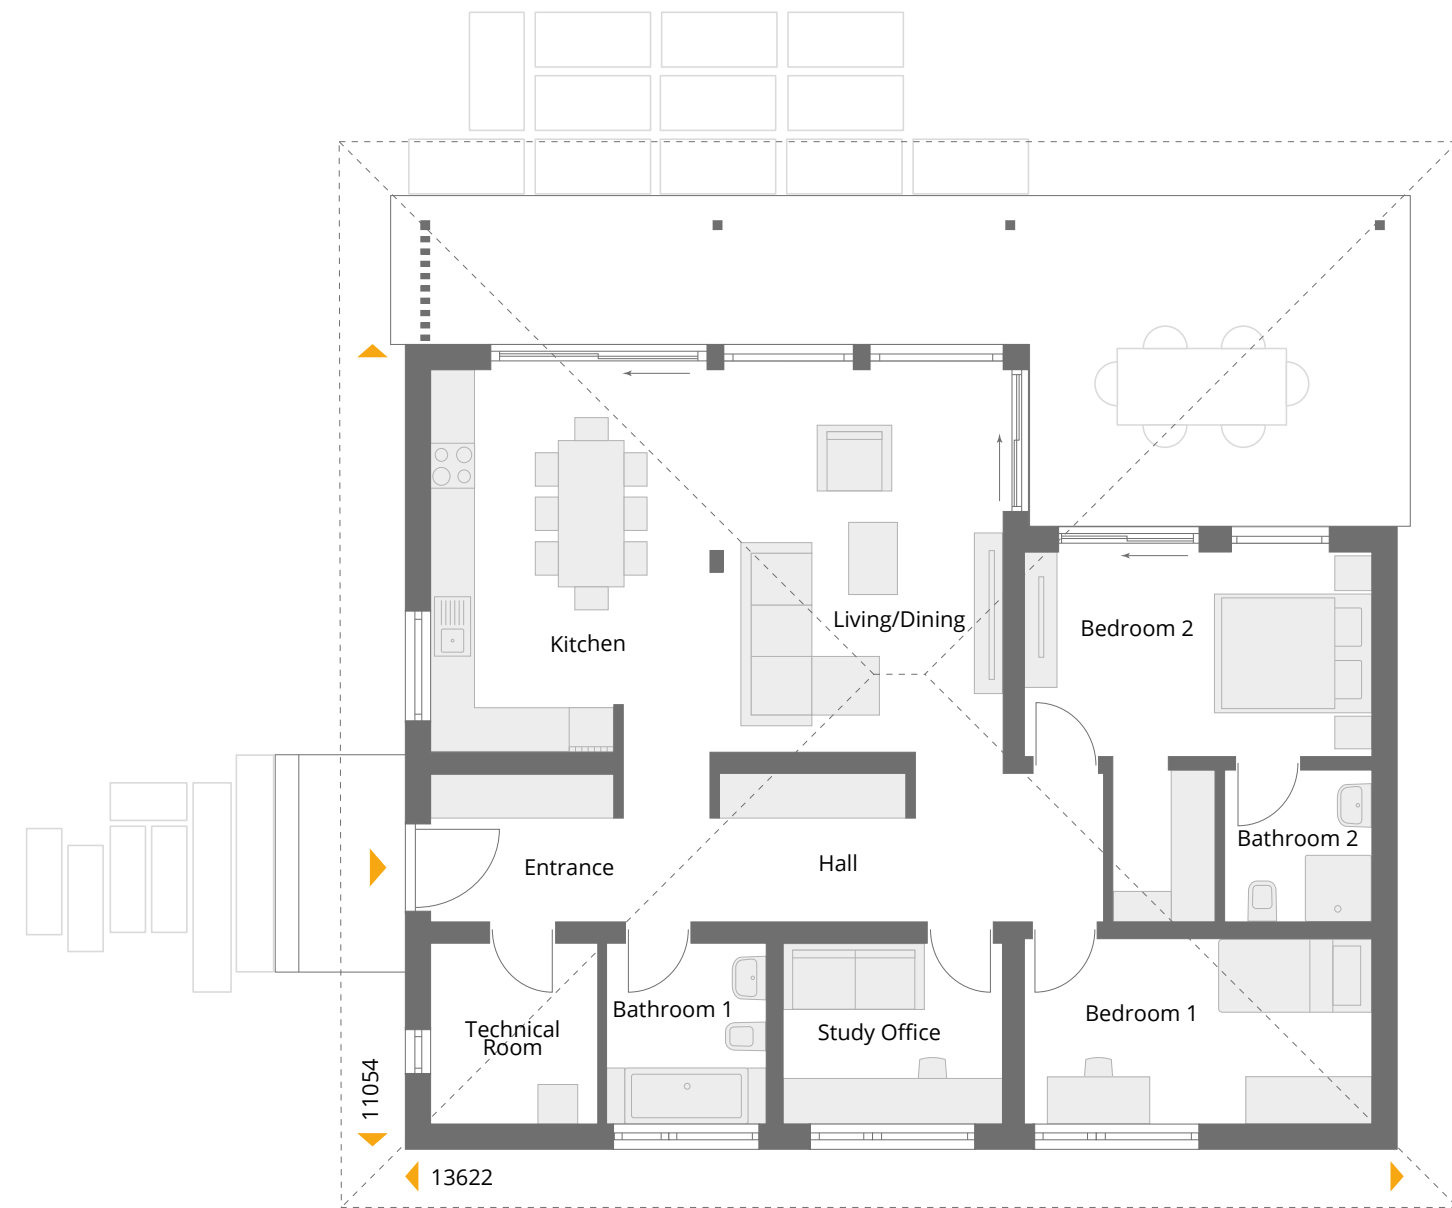 Living/Dining
Bedroom 2
Kitchen
Bathroom 2
Entrance
Hall
Bathroom 1
Bedroom 1
Technical
Room
Study Office
11054
13622